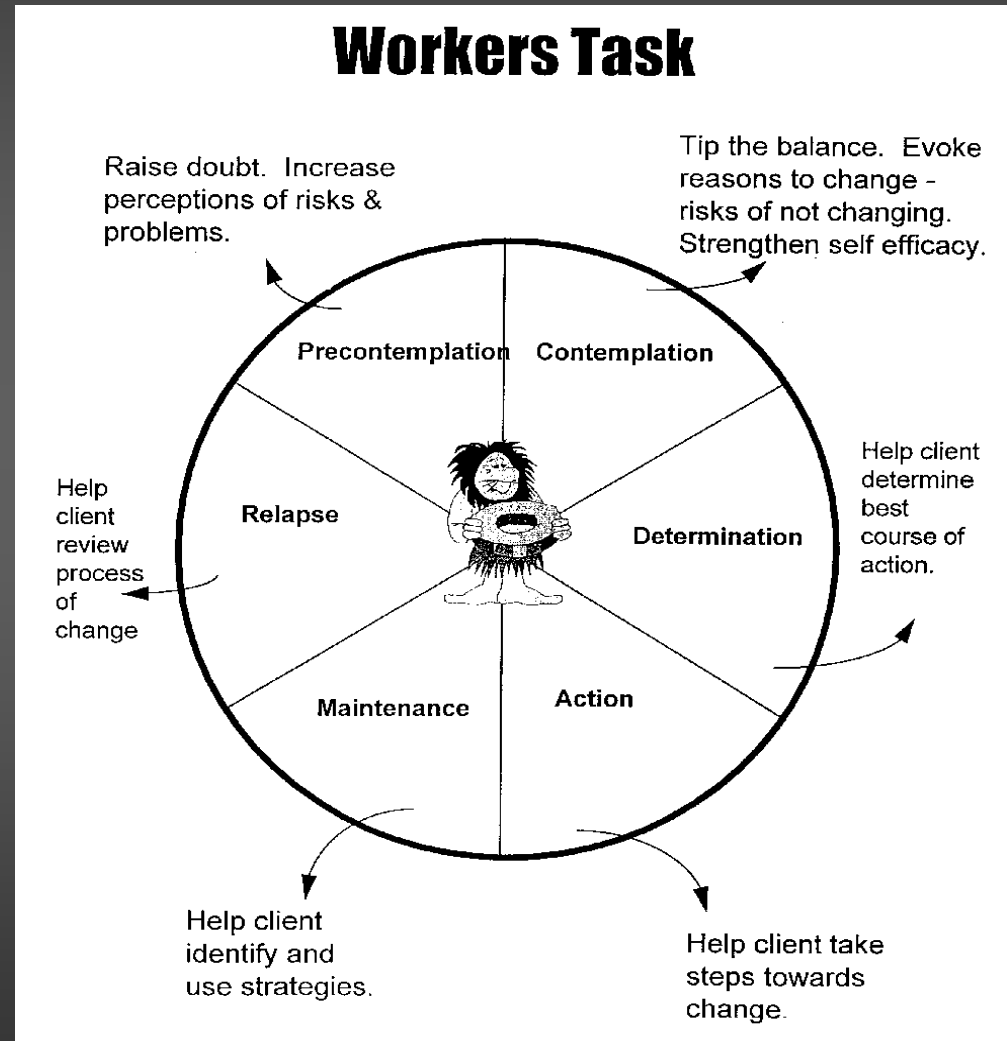 Workers Task
Raise doubt.  Increase
perceptions of risks &
problems.
Tip the balance.  Evoke
reasons to change -
risks of not changing.
Strengthen self efficacy.
Precontemplation
Contemplation
Help client
determine
best
course of
action.
Help
client
review
process
of
change
Relapse
Determination
Maintenance
Action
Help client
identify and
use strategies.
Help client take
steps towards
change.